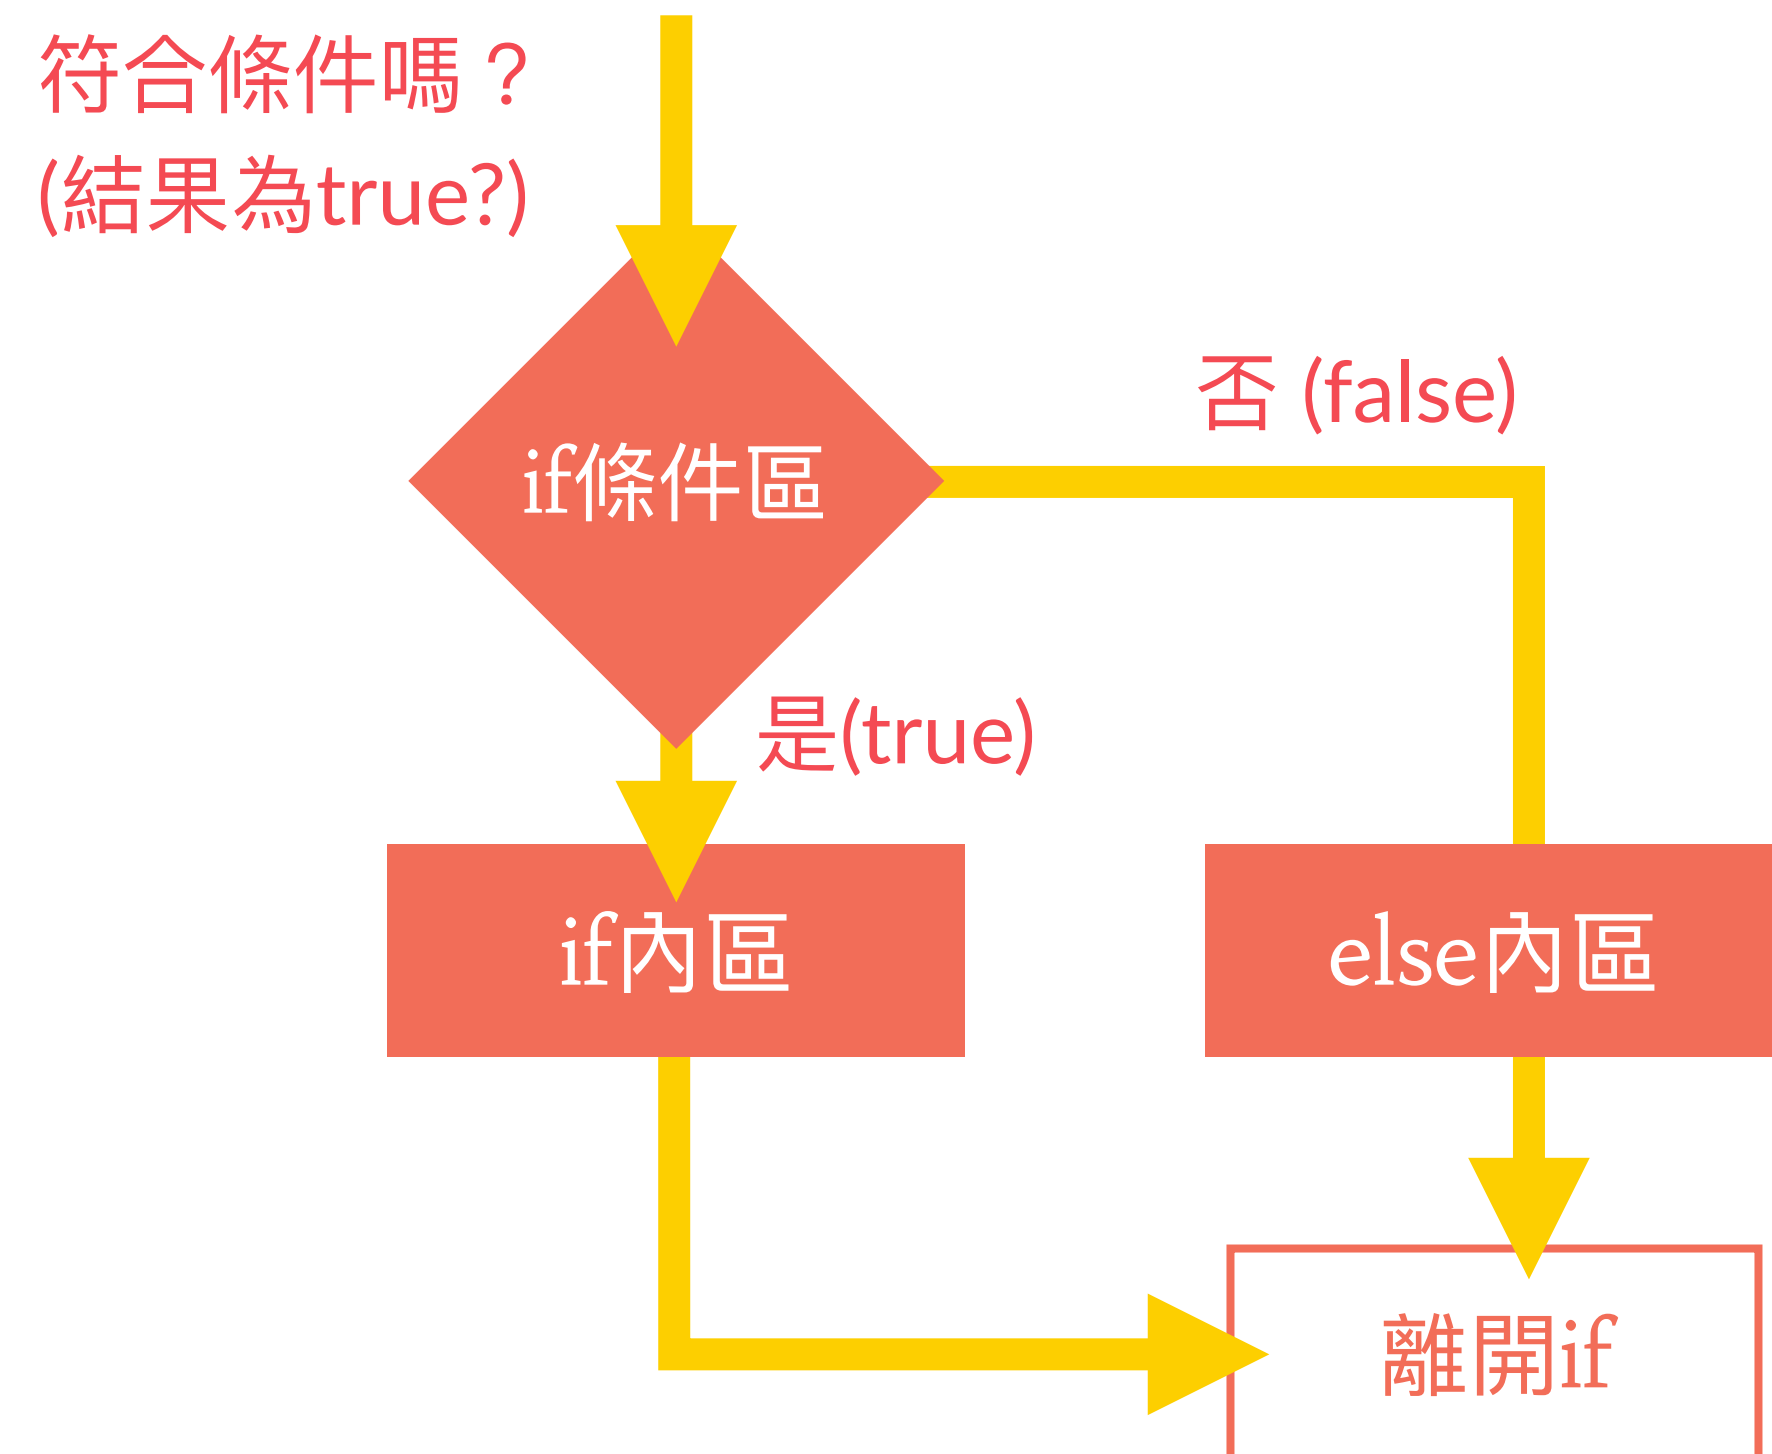 符合條件嗎？
(結果為true?)
if條件區
否 (false)
是(true)
if內區
else內區
離開if